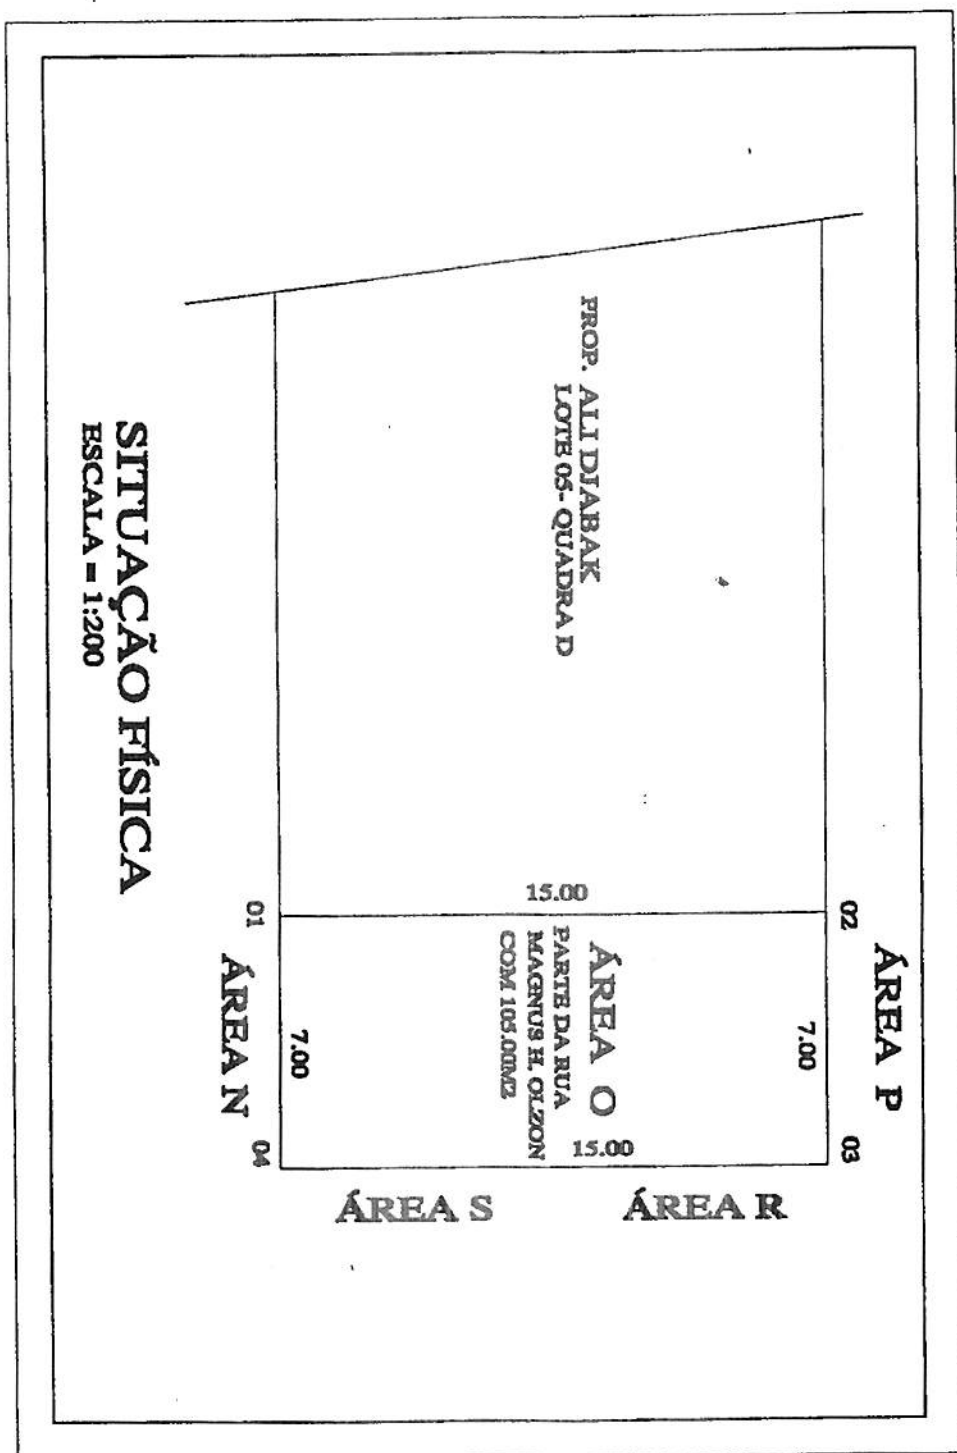 ÁREA P
02
03
7.00
7.00
PROP. ALI DJABAK
LOTE 05- QUADRA D
15.00
ÁREA O
PARTE DA RUA
MAGNUS H. OLZON
COM 105.00M2
15.00
ÁREA R
ÁREA S
01
04
ÁREA N
SITUAÇÃO FÍSICA
ESCALA = 1:200